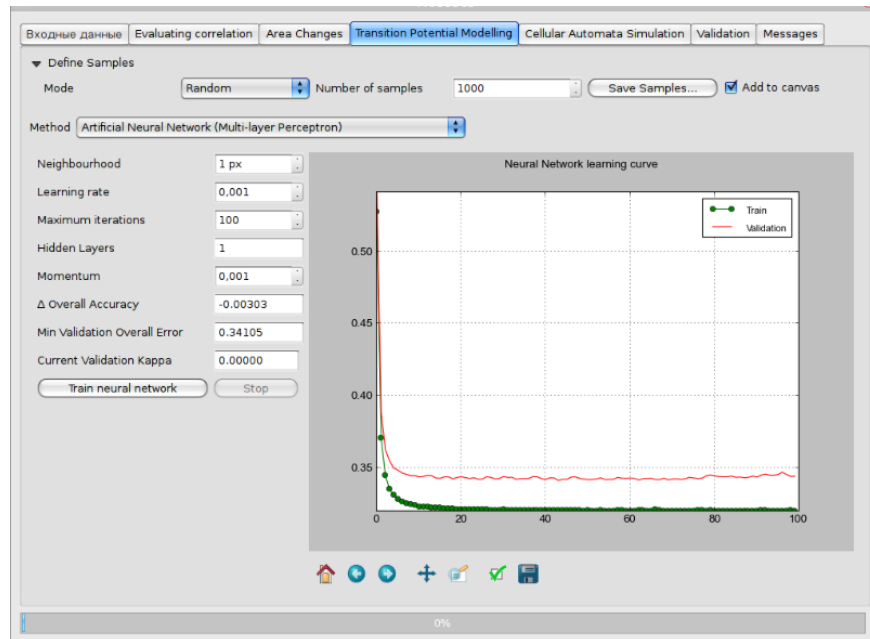 Входные данные Evaluating correlation Area Changes Transition Potential Modelling Cellular Automata Simulation Validation Messages
Define Samples
Mode Random Number of samples 1000 Save Samples... Add to canvas
Method Artificial Neural Network (Multi-layer Perceptron)
Neighbourhood 1 px
Learning rate 0,001
Maximum iterations 100
Hidden Layers 1
Momentum 0,001
Δ Overall Accuracy -0.00303
Min Validation Overall Error 0.34105
Current Validation Kappa 0.00000
Train neural network Stop
Neural Network learning curve
Train
Validation
0.50
0.45
0.40
0.35
0 20 40 60 80 100
0%